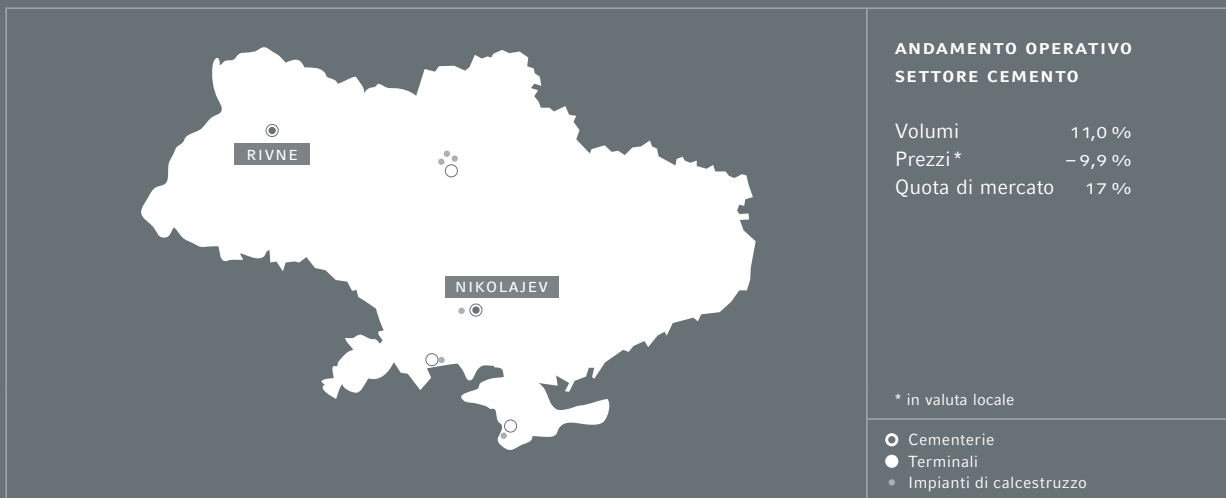 RIVNE
NIKOLAJEV
ANDAMENTO OPERATIVO
SETTORE CEMENTO
Volumi 11,0 %
Prezzi * – 9,9 %
Quota di mercato 17 %
* in valuta locale
Cementerie
Terminali
Impianti di calcestruzzo